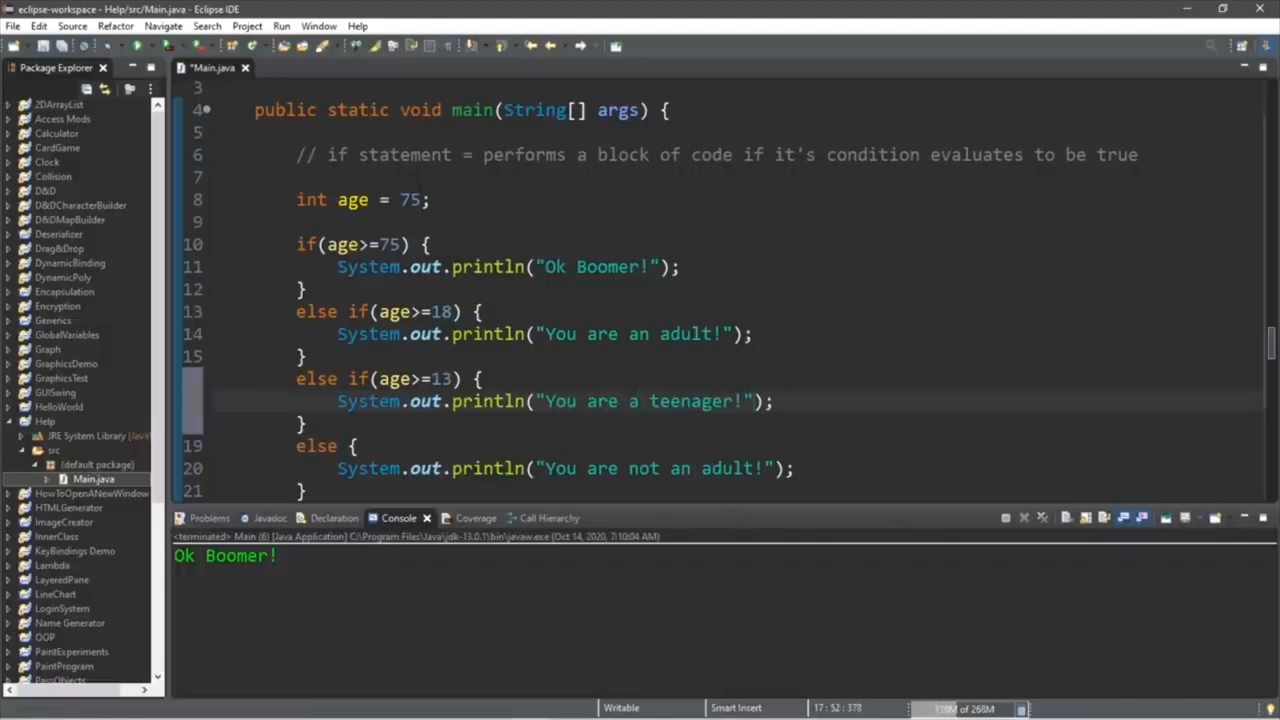 eclipse-workspace - Help/src/Main.java - Eclipse IDE
File Edit Source Refactor Navigate Search Project Run Window Help
Package Explorer
2DArrayList
Access Mods
Calculator
CardGame
Clock
Collision
D&D
D&DCharacterBuilder
D&DMapBuilder
Deserializer
Drag&Drop
DynamicBinding
DynamicPoly
Encapsulation
Encryption
Generics
GlobalVariables
Graph
GraphicsDemo
GraphicsTest
GUISwing
HelloWorld
Help
JRE System Library
src
(default package)
Main.java
HowToOpenANewWindow
HTMLGenerator
ImageCreator
InnerClass
KeyBindings Demo
Lambda
LayeredPane
LineChart
LoginSystem
Name Generator
OOP
PaintExperiments
PaintProgram
PassObjects
*Main.java
3
4 public static void main(String[] args) {
5
6 // if statement = performs a block of code if it's condition evaluates to be true
7
8 int age = 75;
9
10 if(age>=75) {
11 System.out.println("Ok Boomer!");
12 }
13 else if(age>=18) {
14 System.out.println("You are an adult!");
15 }
else if(age>=13) {
System.out.println("You are a teenager!");
}
19 else {
20 System.out.println("You are not an adult!");
21 }
Problems Javadoc Declaration Console Coverage Call Hierarchy
<terminated> Main (6) [Java Application] C:\Program Files\Java\jdk-13.0.1\bin\javaw.exe (Oct 14, 2020, 7:10:04 AM)
Ok Boomer!
Writable Smart Insert 17 : 52 : 378 of 268M